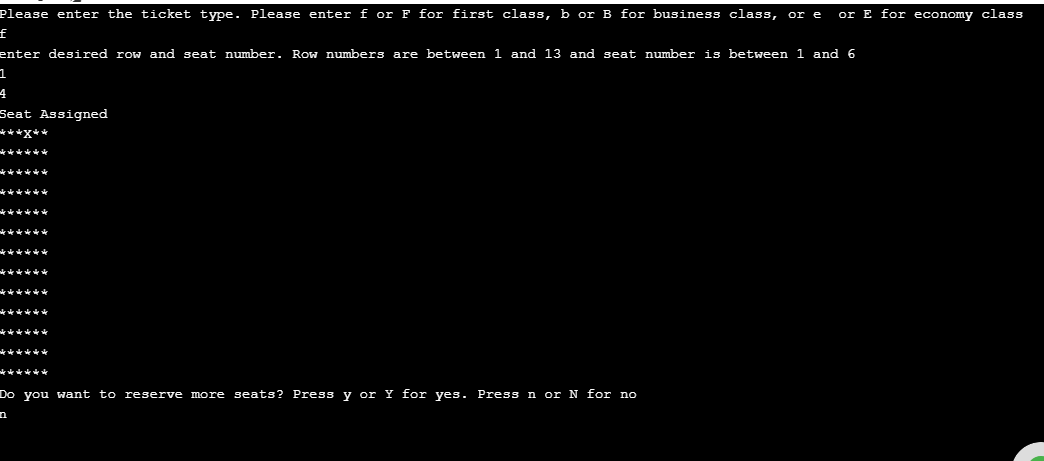 Please enter the ticket type. Please enter f or F for first class, b or B for business class, or e  or E for economy class
f
enter desired row and seat number. Row numbers are between 1 and 13 and seat number is between 1 and 6
1
4
Seat Assigned
***X**
******
******
******
******
******
******
******
******
******
******
******
******
Do you want to reserve more seats? Press y or Y for yes. Press n or N for no
n